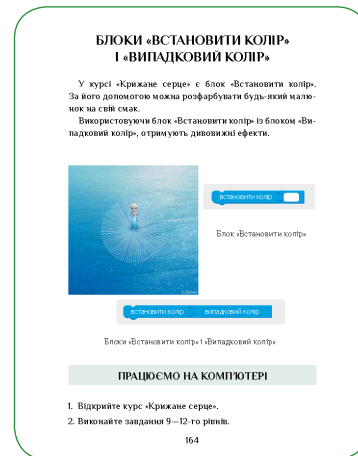 БЛОКИ «ВСТАНОВИТИ КОЛІР»
І «ВИПАДКОВИЙ КОЛІР»
У курсі «Крижане серце» є блок «Встановити колір».
За його допомогою можна розфарбувати будь-який малю-
нок на свій смак.
Використовуючи блок «Встановити колір» із блоком «Ви-
падковий колір», отримують дивовижні ефекти.
встановити колір
Блок «Встановити колір»
встановити колір випадковий колір
Блоки «Встановити колір» і «Випадковий колір»
ПРАЦЮЄМО НА КОМП'ЮТЕРІ
1. Відкрийте курс «Крижане серце».
2. Виконайте завдання 9—12-го рівнів.
164